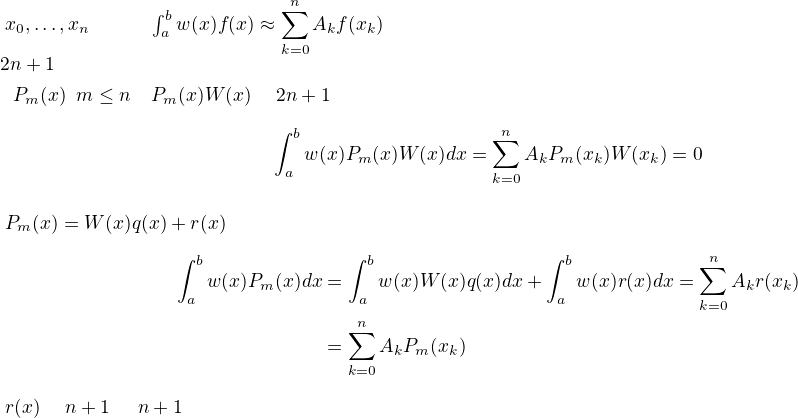 $x_0, \ldots, x_n$ $\int_a^b w(x)f(x) \approx \sum_{k=0}^{n} A_k f(x_k)$
$2n+1$
$P_m(x)$ $m \leq n$ $P_m(x)W(x)$ $2n+1$
$\int_a^b w(x)P_m(x)W(x)dx = \sum_{k=0}^{n} A_k P_m(x_k)W(x_k) = 0$
$P_m(x) = W(x)q(x) + r(x)$
$\int_a^b w(x)P_m(x)dx = \int_a^b w(x)W(x)q(x)dx + \int_a^b w(x)r(x)dx = \sum_{k=0}^{n} A_k r(x_k)$
$= \sum_{k=0}^{n} A_k P_m(x_k)$
$r(x)$ $n+1$ $n+1$